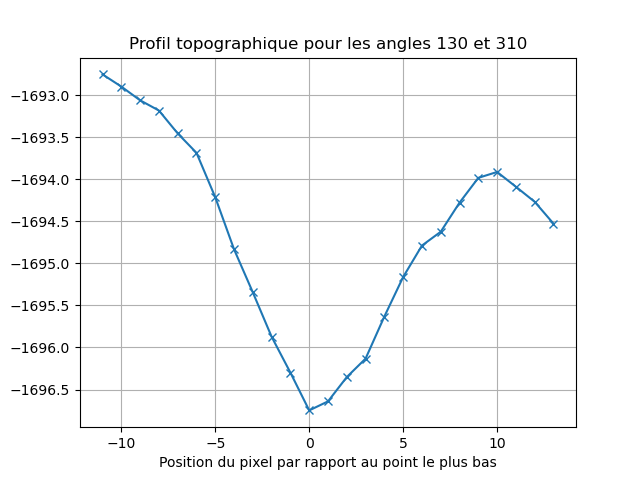 Profil topographique pour les angles 130 et 310
−1693.0
−1693.5
−1694.0
−1694.5
−1695.0
−1695.5
−1696.0
−1696.5
−10 −5 0 5 10
Position du pixel par rapport au point le plus bas